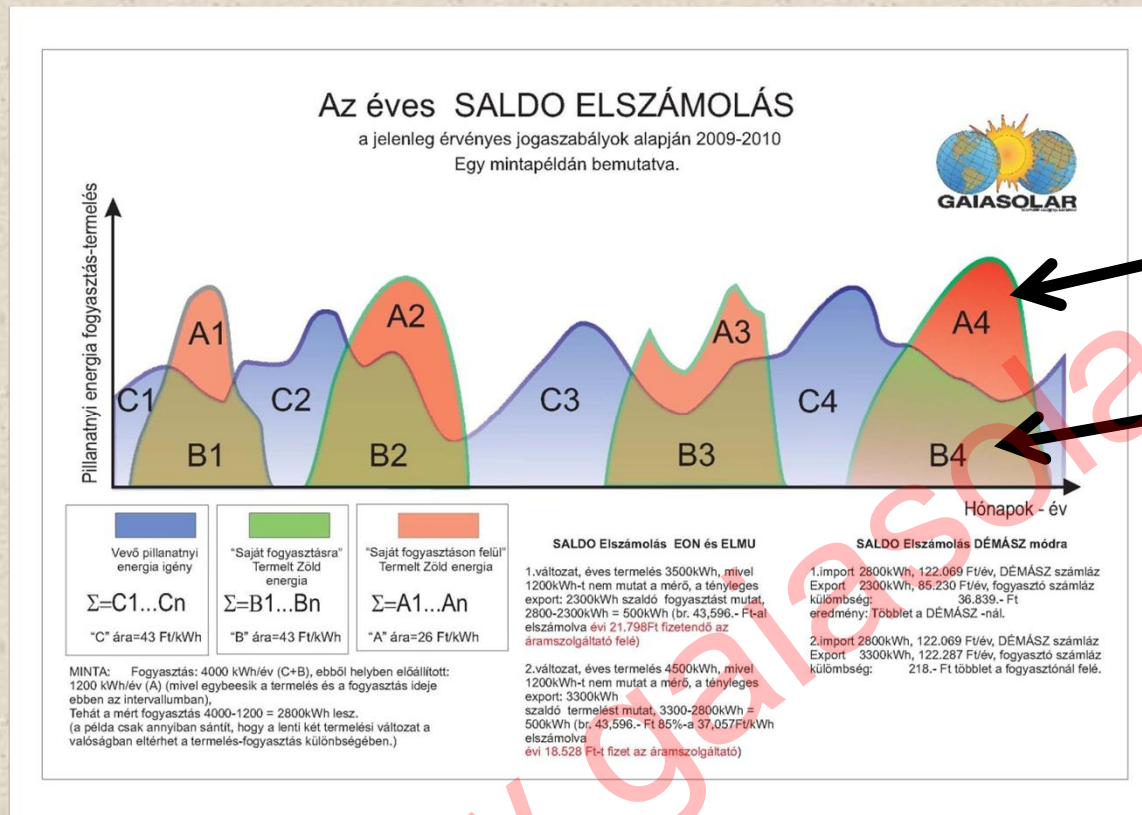 Az éves SALDO ELSZÁMOLÁS
a jelenleg érvényes jogaszabályok alapján 2009-2010
Egy mintapéldán bemutatva.
GAIASOLAR
Pillanatnyi energia fogyasztás-termelés
A1
A2
A3
A4
C1
C2
C3
C4
B1
B2
B3
B4
Hónapok - év
Vevő pillanatnyi
energia igény
Σ=C1...Cn
"C" ára=43 Ft/kWh
"Saját fogyasztásra"
Termelt Zöld
energia
Σ=B1...Bn
"B" ára=43 Ft/kWh
"Saját fogyasztáson felül"
Termelt Zöld energia
Σ=A1...An
"A" ára=26 Ft/kWh
MINTA: Fogyasztás: 4000 kWh/év (C+B), ebből helyben előállított:
1200 kWh/év (A) (mivel egybeesik a termelés és a fogyasztás ideje
ebben az intervallumban),
Tehát a mért fogyasztás 4000-1200 = 2800kWh lesz.
(a példa csak annyiban sántít, hogy a lenti két termelési változat a
valóságban eltérhet a termelés-fogyasztás különbségében.)
SALDO Elszámolás EON és ELMU
1.változat, éves termelés 3500kWh, mivel
1200kWh-t nem mutat a mérő, a tényleges
export: 2300kWh szaldó fogyasztást mutat,
2800-2300kWh = 500kWh (br. 43,596.- Ft-al
elszámolva évi 21.798Ft fizetendő az
áramszolgáltató felé)
2.változat, éves termelés 4500kWh, mivel
1200kWh-t nem mutat a mérő, a tényleges
export: 3300kWh
szaldó termelést mutat, 3300-2800kWh =
500kWh (br. 43,596.- Ft 85%-a 37,057Ft/kWh
elszámolva
évi 18.528 Ft-t fizet az áramszolgáltató)
SALDO Elszámolás DÉMÁSZ módra
1.import 2800kWh, 122.069 Ft/év, DÉMÁSZ számláz
Export 2300kWh, 85.230 Ft/év, fogyasztó számláz
külömbség: 36.839.- Ft
eredmény: Többlet a DÉMÁSZ -nál.
2.import 2800kWh, 122.069 Ft/év, DÉMÁSZ számláz
Export 3300kWh, 122.287 Ft/év, fogyasztó számláz
külömbség: 218.- Ft többlet a fogyasztónál felé.
gaiasola